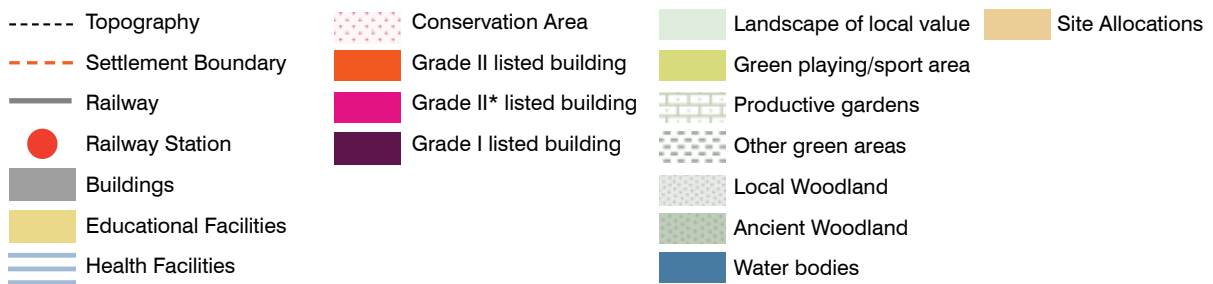 Topography
Settlement Boundary
Railway
Railway Station
Buildings
Educational Facilities
Health Facilities
Conservation Area
Grade II listed building
Grade II* listed building
Grade I listed building
Landscape of local value
Green playing/sport area
Productive gardens
Other green areas
Local Woodland
Ancient Woodland
Water bodies
Site Allocations